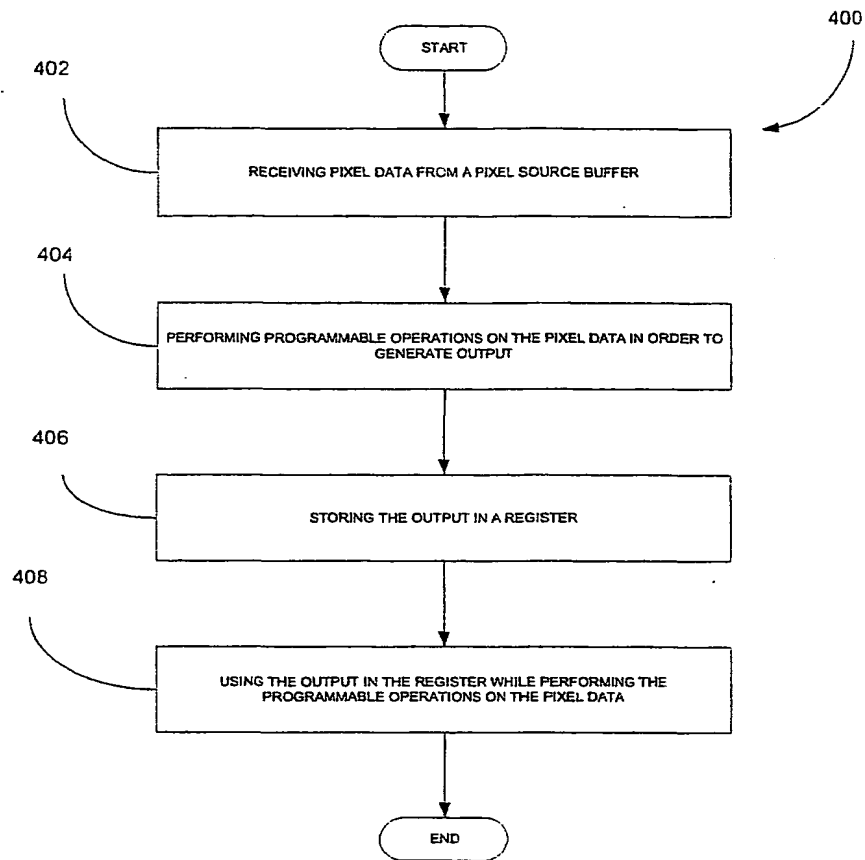 400
START
402
RECEIVING PIXEL DATA FROM A PIXEL SOURCE BUFFER
404
PERFORMING PROGRAMMABLE OPERATIONS ON THE PIXEL DATA IN ORDER TO
GENERATE OUTPUT
406
STORING THE OUTPUT IN A REGISTER
408
USING THE OUTPUT IN THE REGISTER WHILE PERFORMING THE
PROGRAMMABLE OPERATIONS ON THE PIXEL DATA
END